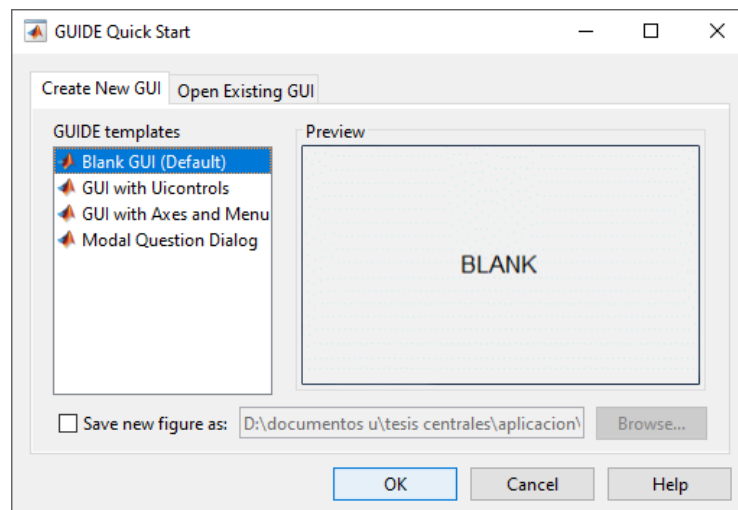 GUIDE Quick Start
Create New GUI Open Existing GUI
GUIDE templates
Blank GUI (Default)
GUI with Uicontrols
GUI with Axes and Menu
Modal Question Dialog
Preview
BLANK
Save new figure as: D:\documentos u\tesis centrales\aplicacion\ Browse...
OK Cancel Help